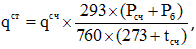 qст = qсч × 293×(Pсч + Pб) / 760×(273 + tсч),